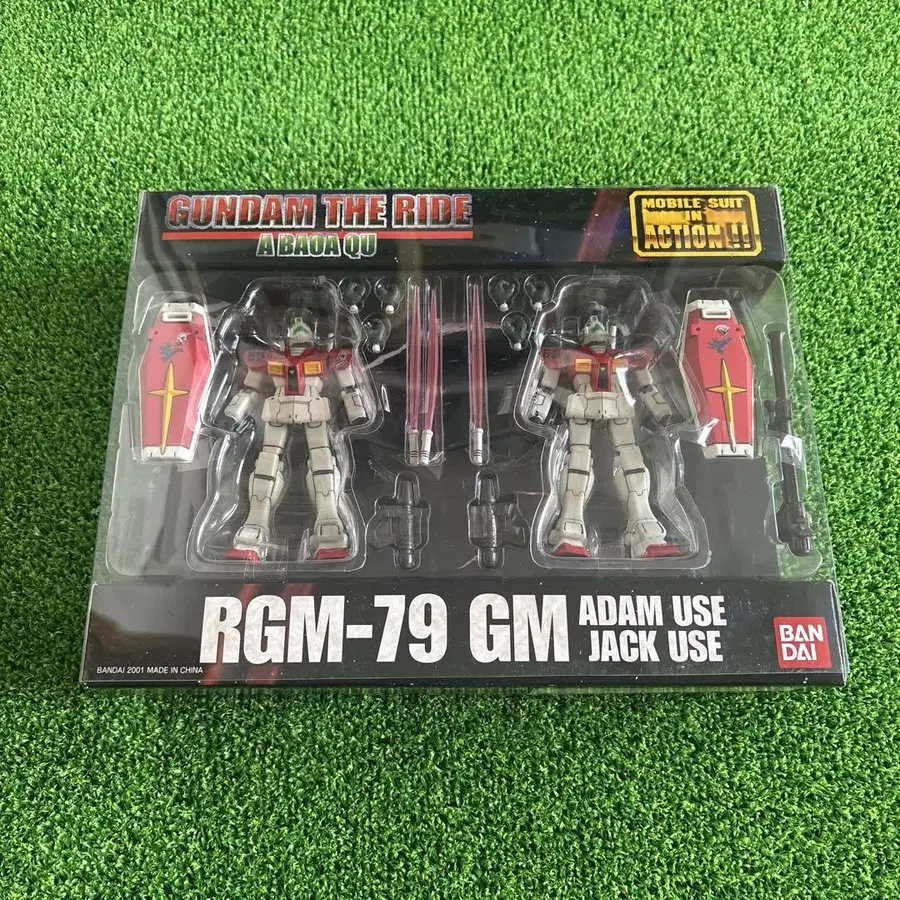 GUNDAM THE RIDE
A BAOA QU
MOBILE SUIT
IN
ACTION!!
RGM-79 GM
ADAM USE
JACK USE
BAN
DAI
BANDAI 2001 MADE IN CHINA